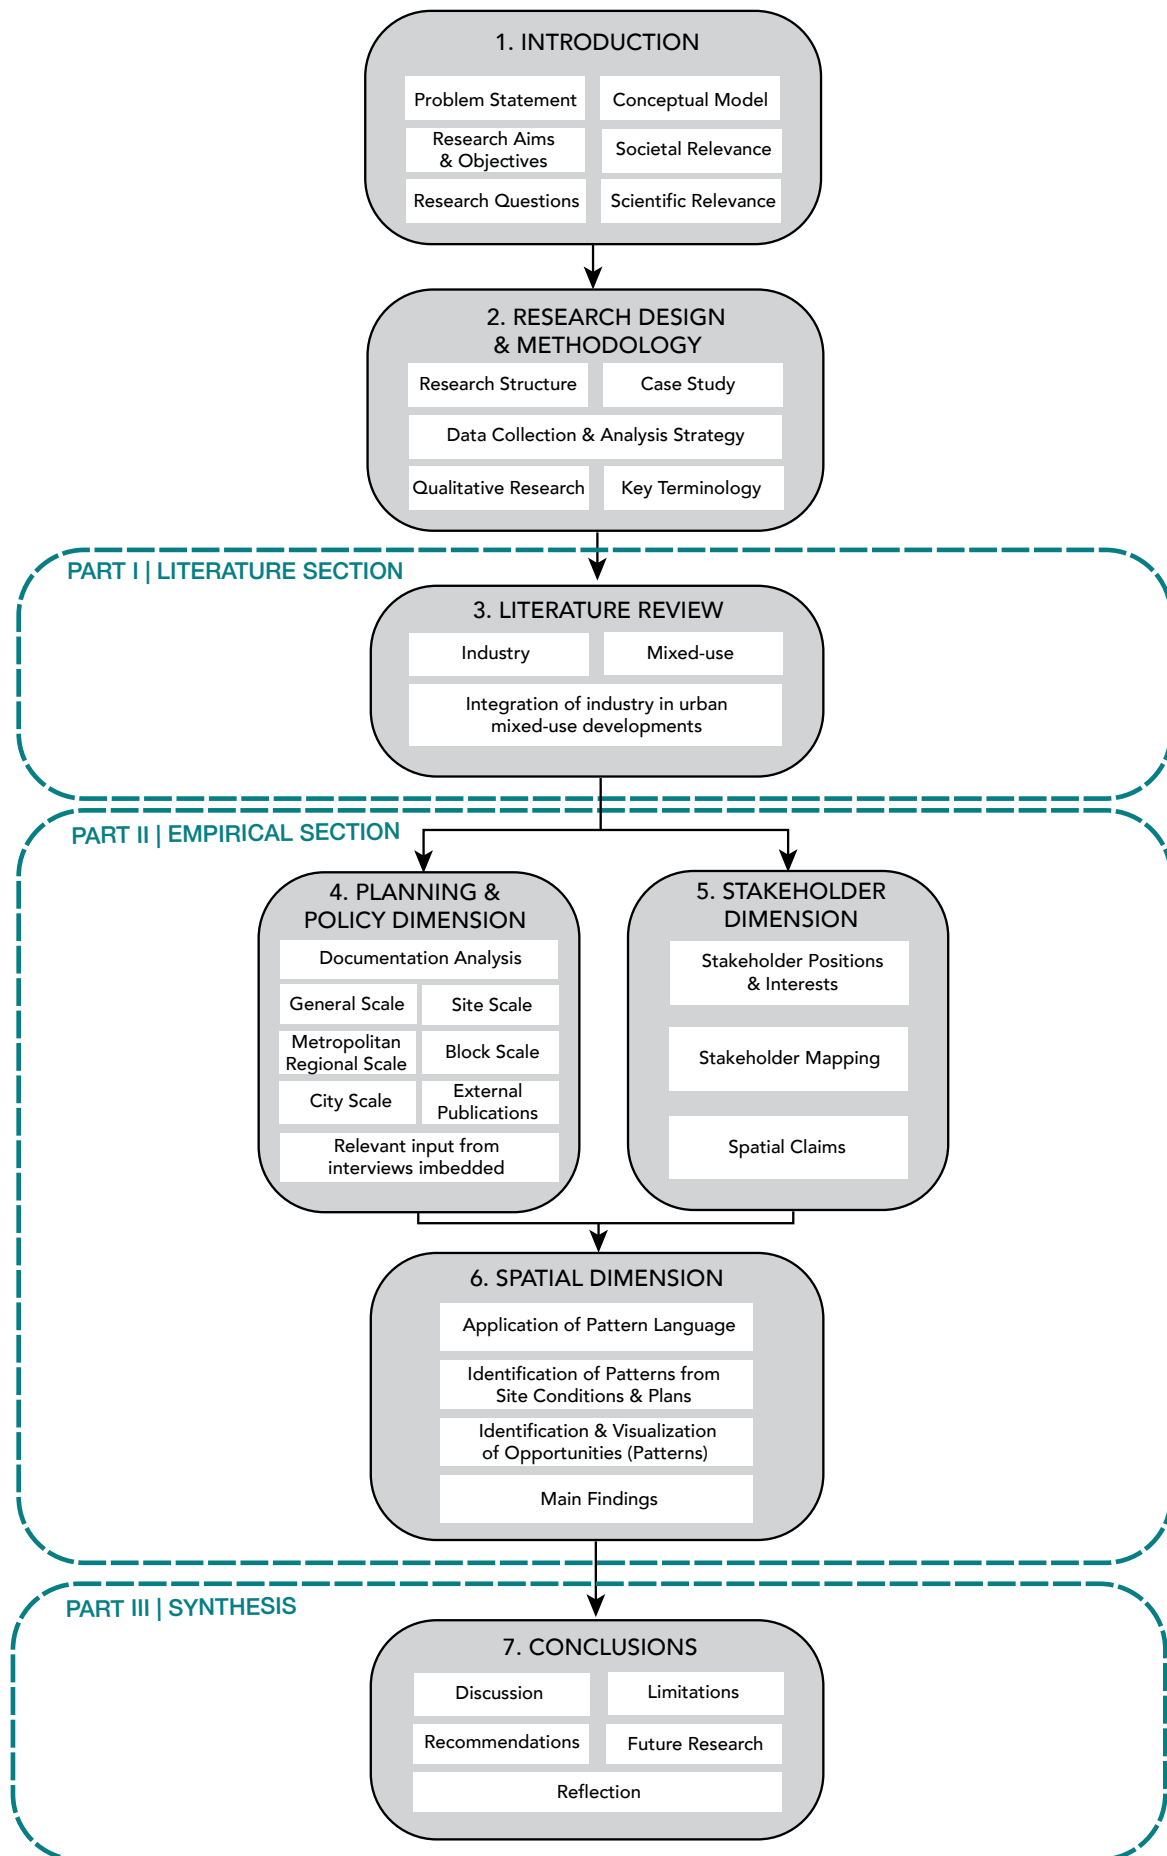 1. INTRODUCTION
Problem Statement
Conceptual Model
Research Aims
& Objectives
Societal Relevance
Research Questions
Scientific Relevance
2. RESEARCH DESIGN
& METHODOLOGY
Research Structure
Case Study
Data Collection & Analysis Strategy
Qualitative Research
Key Terminology
PART I | LITERATURE SECTION
3. LITERATURE REVIEW
Industry
Mixed-use
Integration of industry in urban
mixed-use developments
PART II | EMPIRICAL SECTION
4. PLANNING &
POLICY DIMENSION
Documentation Analysis
General Scale
Site Scale
Metropolitan
Regional Scale
Block Scale
City Scale
External
Publications
Relevant input from
interviews imbedded
5. STAKEHOLDER
DIMENSION
Stakeholder Positions
& Interests
Stakeholder Mapping
Spatial Claims
6. SPATIAL DIMENSION
Application of Pattern Language
Identification of Patterns from
Site Conditions & Plans
Identification & Visualization
of Opportunities (Patterns)
Main Findings
PART III | SYNTHESIS
7. CONCLUSIONS
Discussion
Limitations
Recommendations
Future Research
Reflection